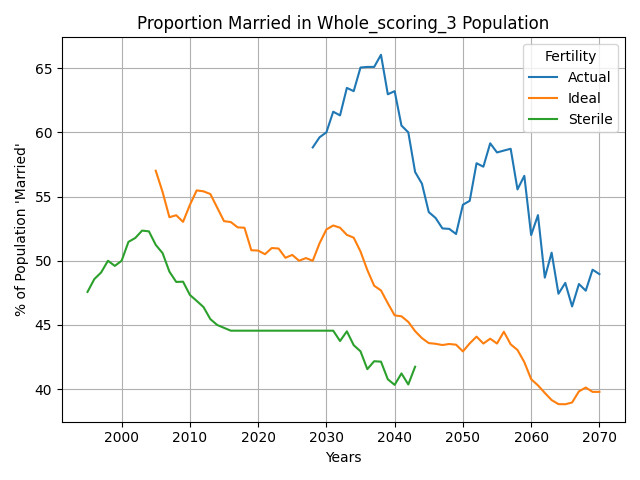 Proportion Married in Whole_scoring_3 Population
Fertility
Actual
Ideal
Sterile
% of Population 'Married'
65
60
55
50
45
40
2000
2010
2020
2030
2040
2050
2060
2070
Years